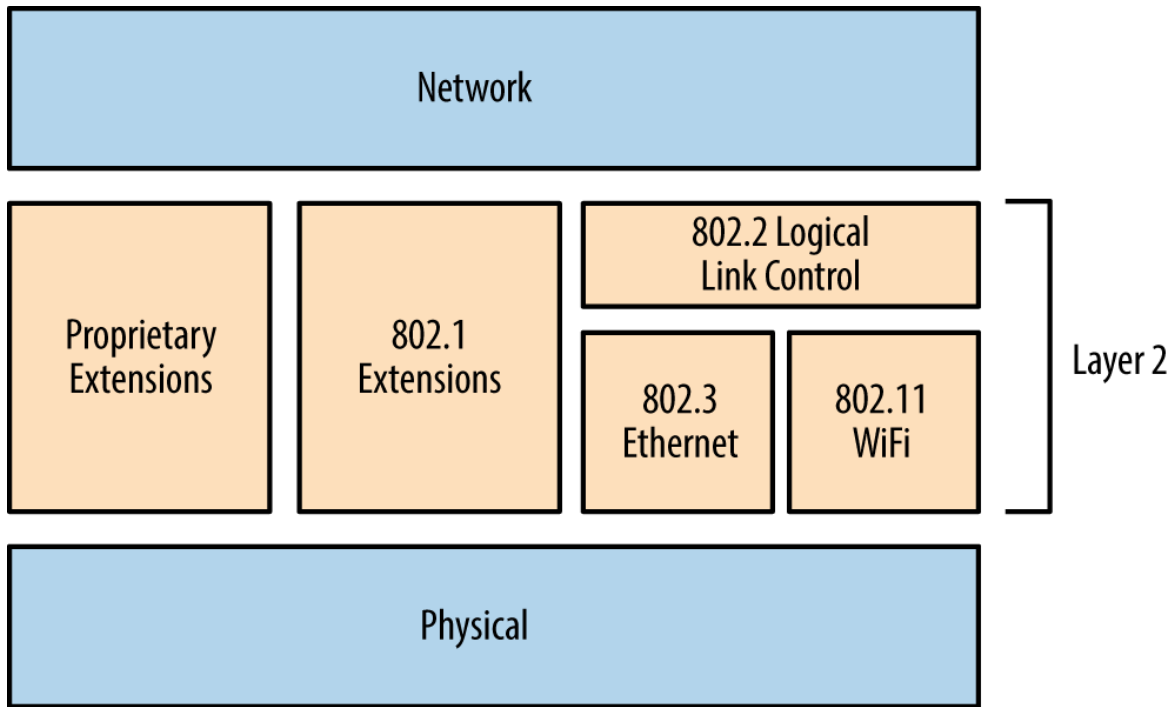 Network
Proprietary
Extensions
802.1
Extensions
802.2 Logical
Link Control
802.3
Ethernet
802.11
WiFi
Layer 2
Physical